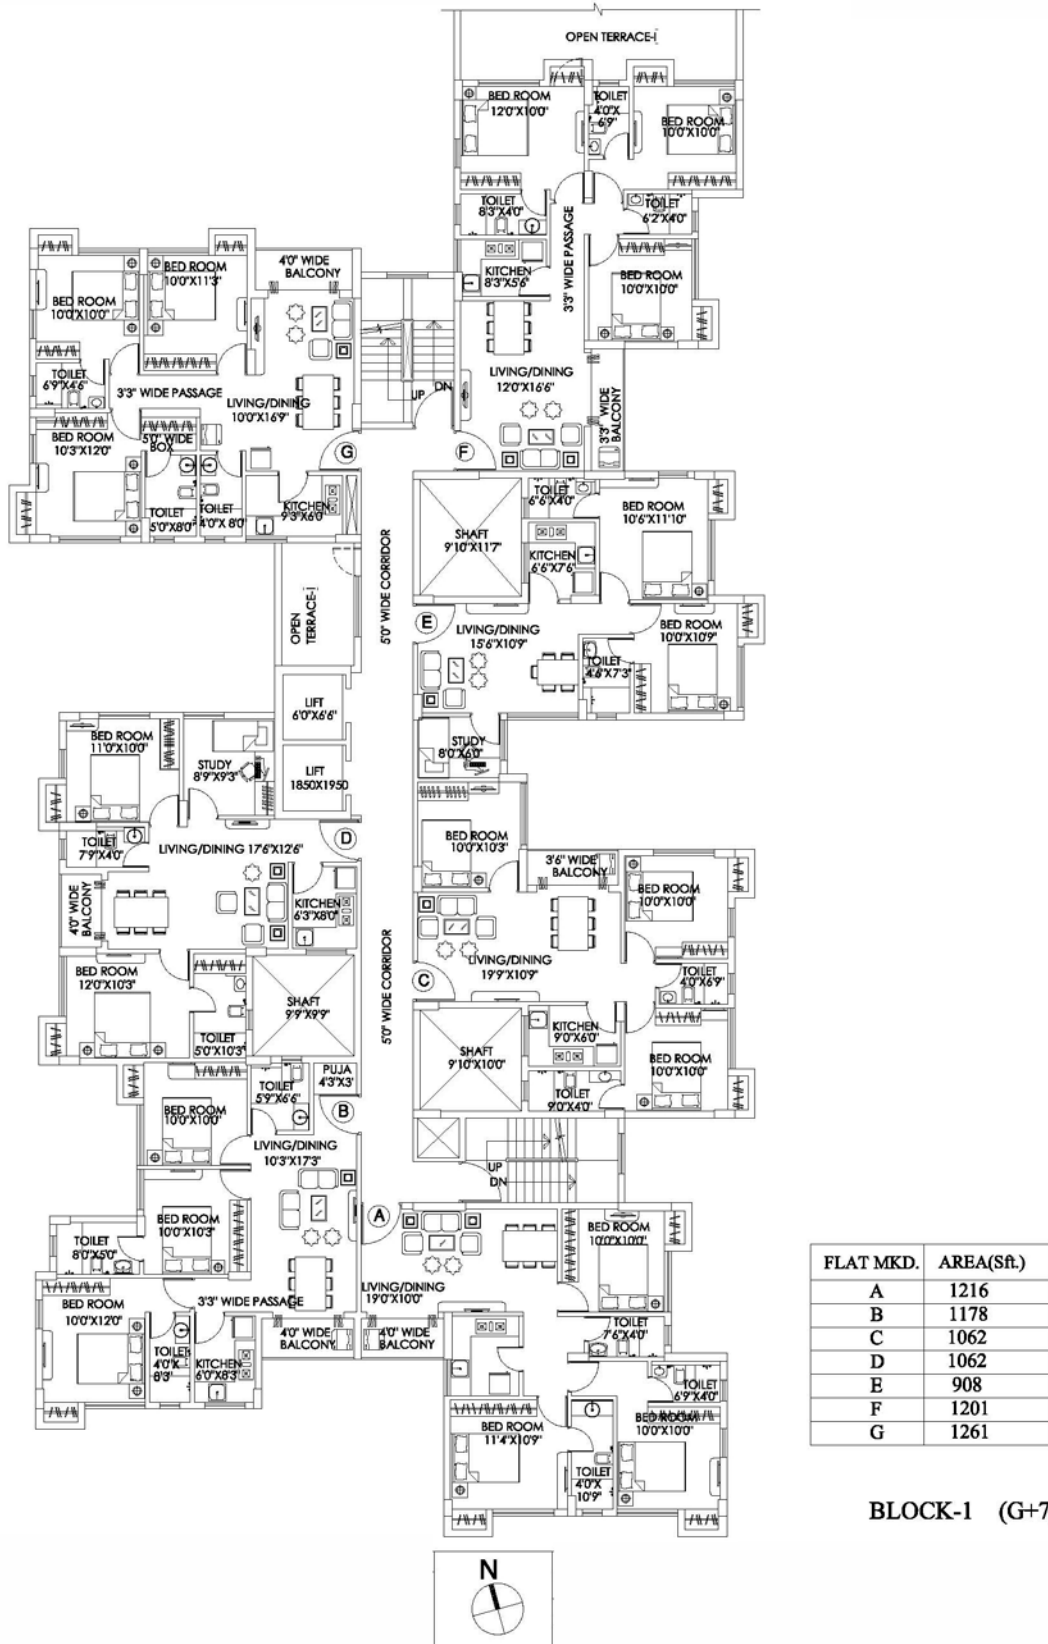 OPEN TERRACE-I
BED ROOM
12'0"X10'0"
TOILET
4'0"X
6'9"
BED ROOM
10'0"X10'0"
TOILET
8'3"X4'0"
TOILET
6'2"X4'0"
3'3" WIDE PASSAGE
KITCHEN
8'3"X5'6"
BED ROOM
10'0"X10'0"
LIVING/DINING
12'0"X16'6"
3'3" WIDE
BALCONY
F
UP
DN
4'0" WIDE
BALCONY
BED ROOM
10'0"X11'3"
BED ROOM
10'0"X10'0"
TOILET
6'9"X4'6"
3'3" WIDE PASSAGE
LIVING/DINING
10'0"X16'9"
BED ROOM
10'3"X12'0"
5'0" WIDE
BOX
G
TOILET
5'0"X8'0"
TOILET
4'0"X 8'0"
KITCHEN
9'3"X6'0"
SHAFT
9'10"X11'7"
TOILET
6'6"X4'0"
BED ROOM
10'6"X11'10"
KITCHEN
6'6"X7'6"
5'0" WIDE CORRIDOR
OPEN
TERRACE-I
E
LIVING/DINING
15'6"X10'9"
BED ROOM
10'0"X10'9"
TOILET
4'6"X7'3"
LIFT
6'0"X6'6"
STUDY
8'0"X6'0"
LIFT
1850X1950
BED ROOM
11'0"X10'0"
STUDY
8'9"X9'3"
D
TOILET
7'9"X4'0"
LIVING/DINING 17'6"X12'6"
4'0" WIDE
BALCONY
KITCHEN
6'3"X8'0"
BED ROOM
10'0"X10'3"
3'6" WIDE
BALCONY
BED ROOM
10'0"X10'0"
LIVING/DINING
19'9"X10'9"
C
TOILET
4'0"X6'9"
5'0" WIDE CORRIDOR
BED ROOM
12'0"X10'3"
SHAFT
9'9"X9'9"
TOILET
5'0"X10'3"
KITCHEN
9'0"X6'0"
SHAFT
9'10"X10'0"
BED ROOM
10'0"X10'0"
TOILET
9'0"X4'0"
PUJA
4'3"X3'
TOILET
5'9"X6'6"
B
BED ROOM
10'0"X10'0"
LIVING/DINING
10'3"X17'3"
UP
DN
A
BED ROOM
10'0"X10'3"
TOILET
8'0"X5'0"
BED ROOM
10'0"X10'0"
LIVING/DINING
19'0"X10'0"
BED ROOM
10'0"X12'0"
3'3" WIDE PASSAGE
4'0" WIDE
BALCONY
4'0" WIDE
BALCONY
TOILET
7'6"X4'0"
TOILET
4'0"X
8'3"
KITCHEN
6'0"X8'3"
TOILET
6'9"X4'0"
BED ROOM
11'4"X10'9"
BED ROOM
10'0"X10'0"
TOILET
4'0"X
10'9"
FLAT MKD. AREA(Sft.)
A 1216
B 1178
C 1062
D 1062
E 908
F 1201
G 1261
BLOCK-1 (G+7
N